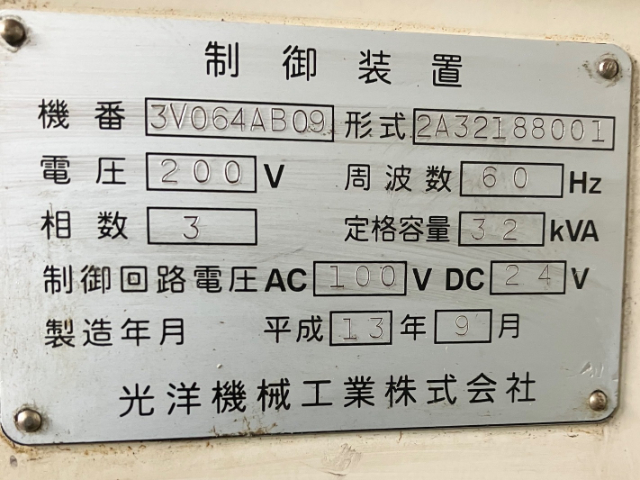 制御装置
機番 3V064AB09 形式 2A32188001
電圧 200 V 周波数 60 Hz
相数 3 定格容量 32 kVA
制御回路電圧 AC 100 V DC 24 V
製造年月 平成 13 年 9 月
光洋機械工業株式会社